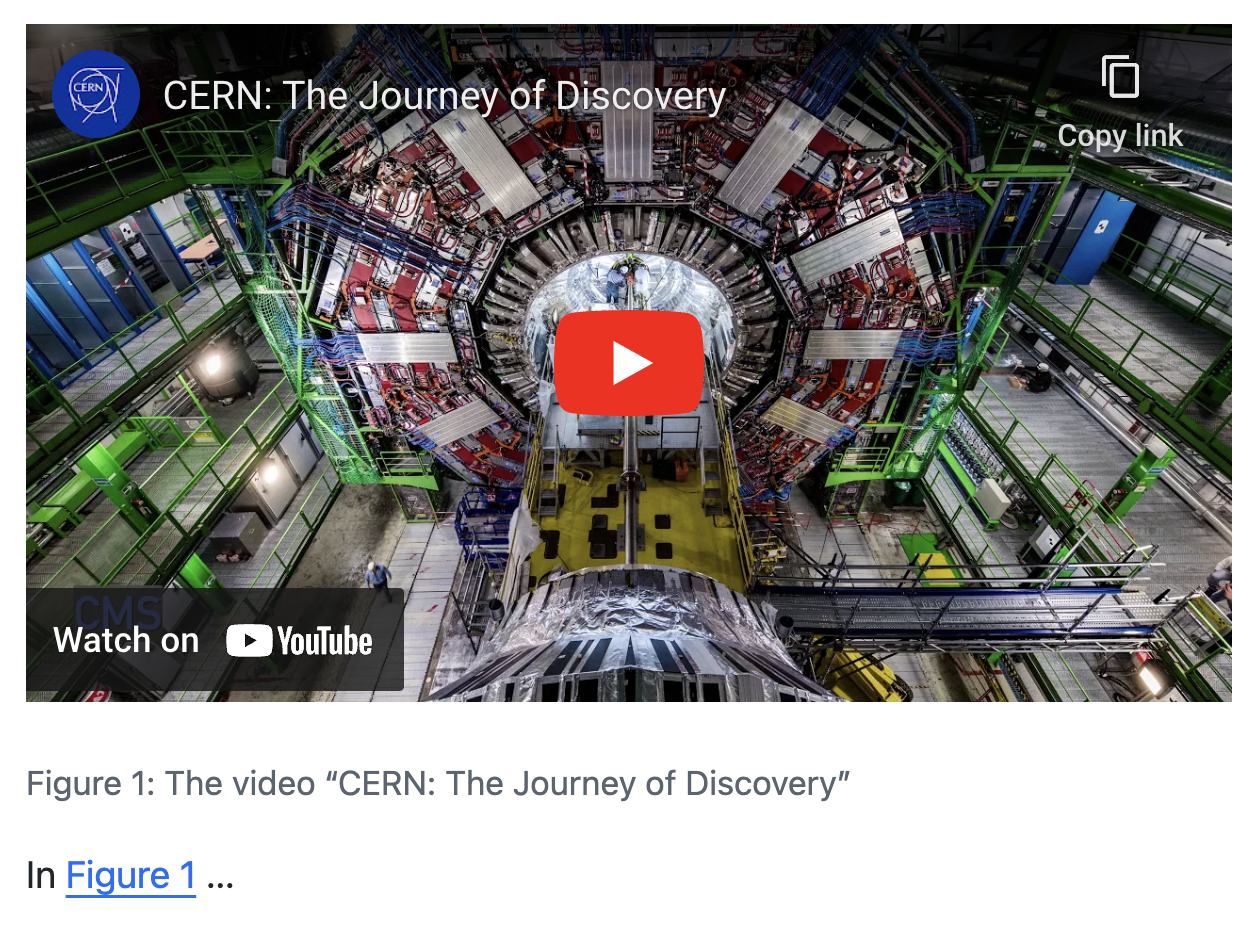 CERN
CERN: The Journey of Discovery
Copy link
CMS
Watch on YouTube
Figure 1: The video “CERN: The Journey of Discovery”
In Figure 1 ...